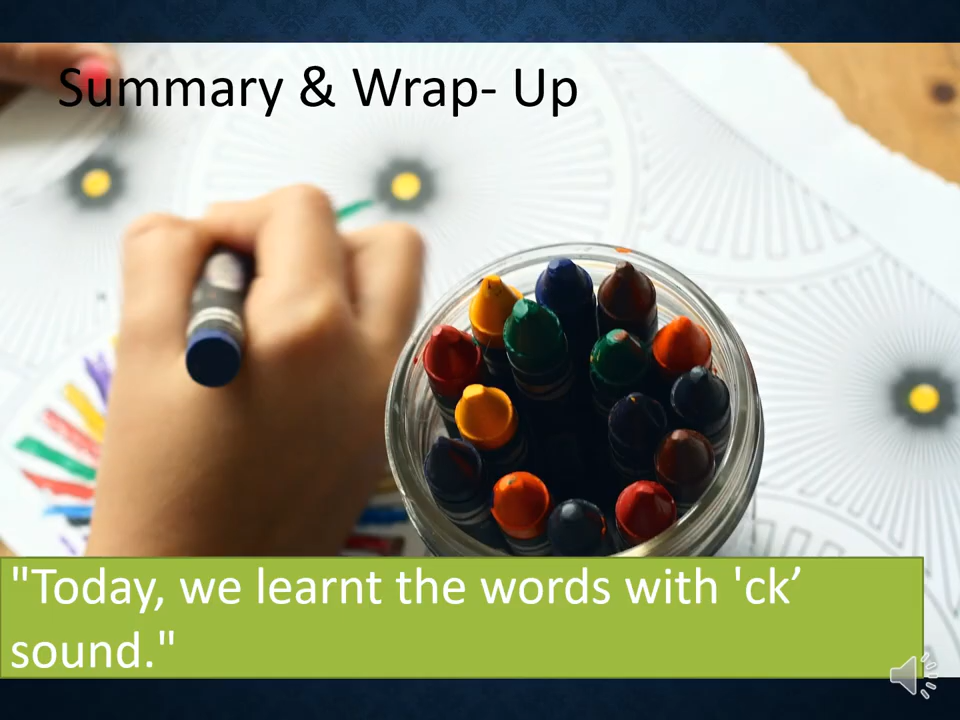 Summary & Wrap- Up
"Today, we learnt the words with 'ck’
sound."